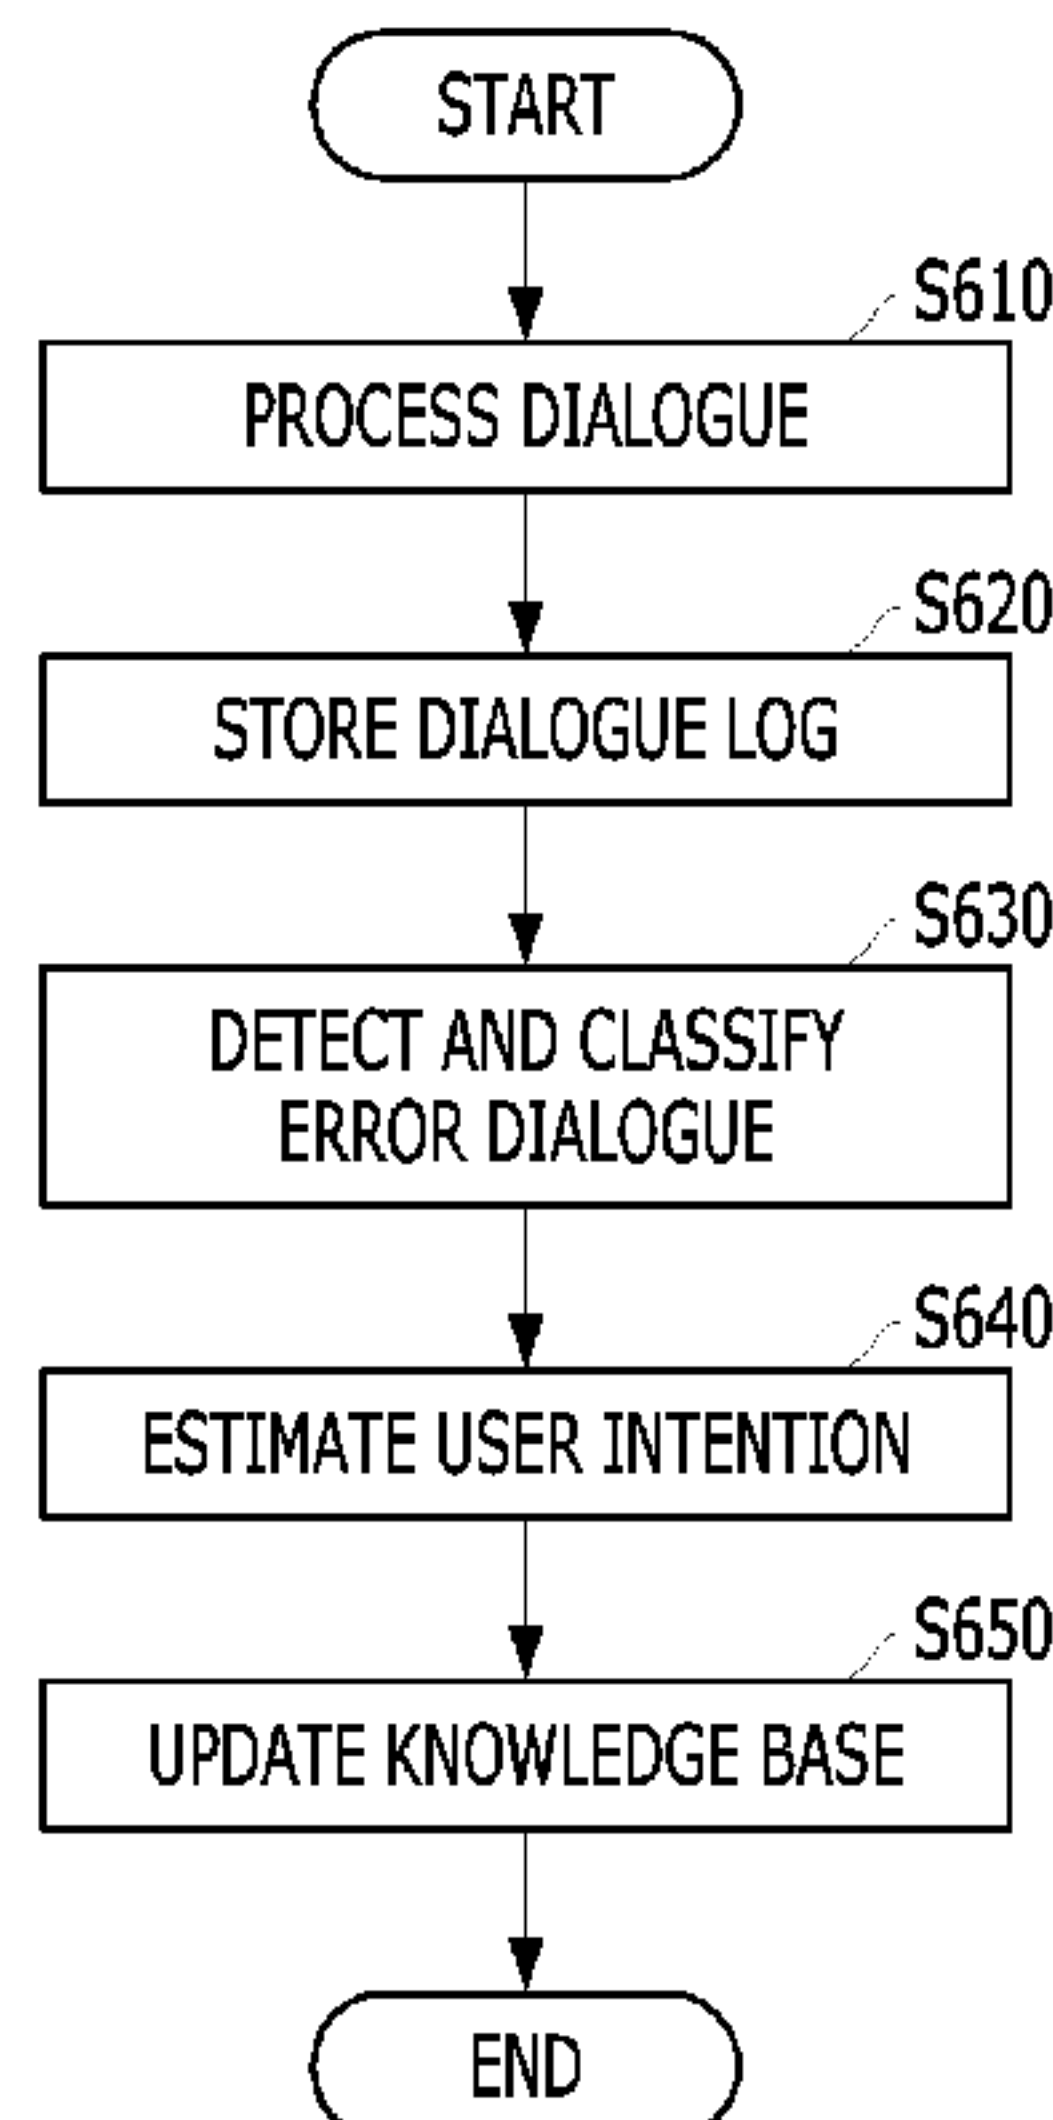 START
S610
PROCESS DIALOGUE
S620
STORE DIALOGUE LOG
S630
DETECT AND CLASSIFY
ERROR DIALOGUE
S640
ESTIMATE USER INTENTION
S650
UPDATE KNOWLEDGE BASE
END